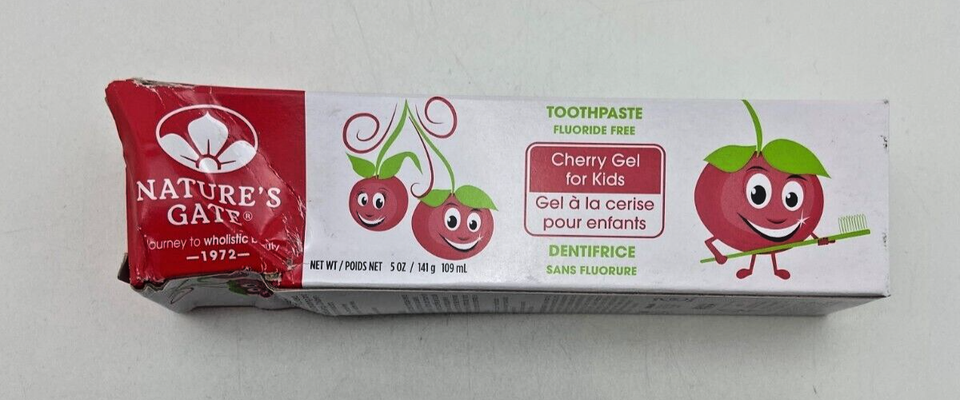 NATURE'S
GATE®
Journey to wholistic
—1972—
NET WT / POIDS NET 5 OZ / 141 g 109 mL
TOOTHPASTE
FLUORIDE FREE
Cherry Gel
for Kids
Gel à la cerise
pour enfants
DENTIFRICE
SANS FLUORURE